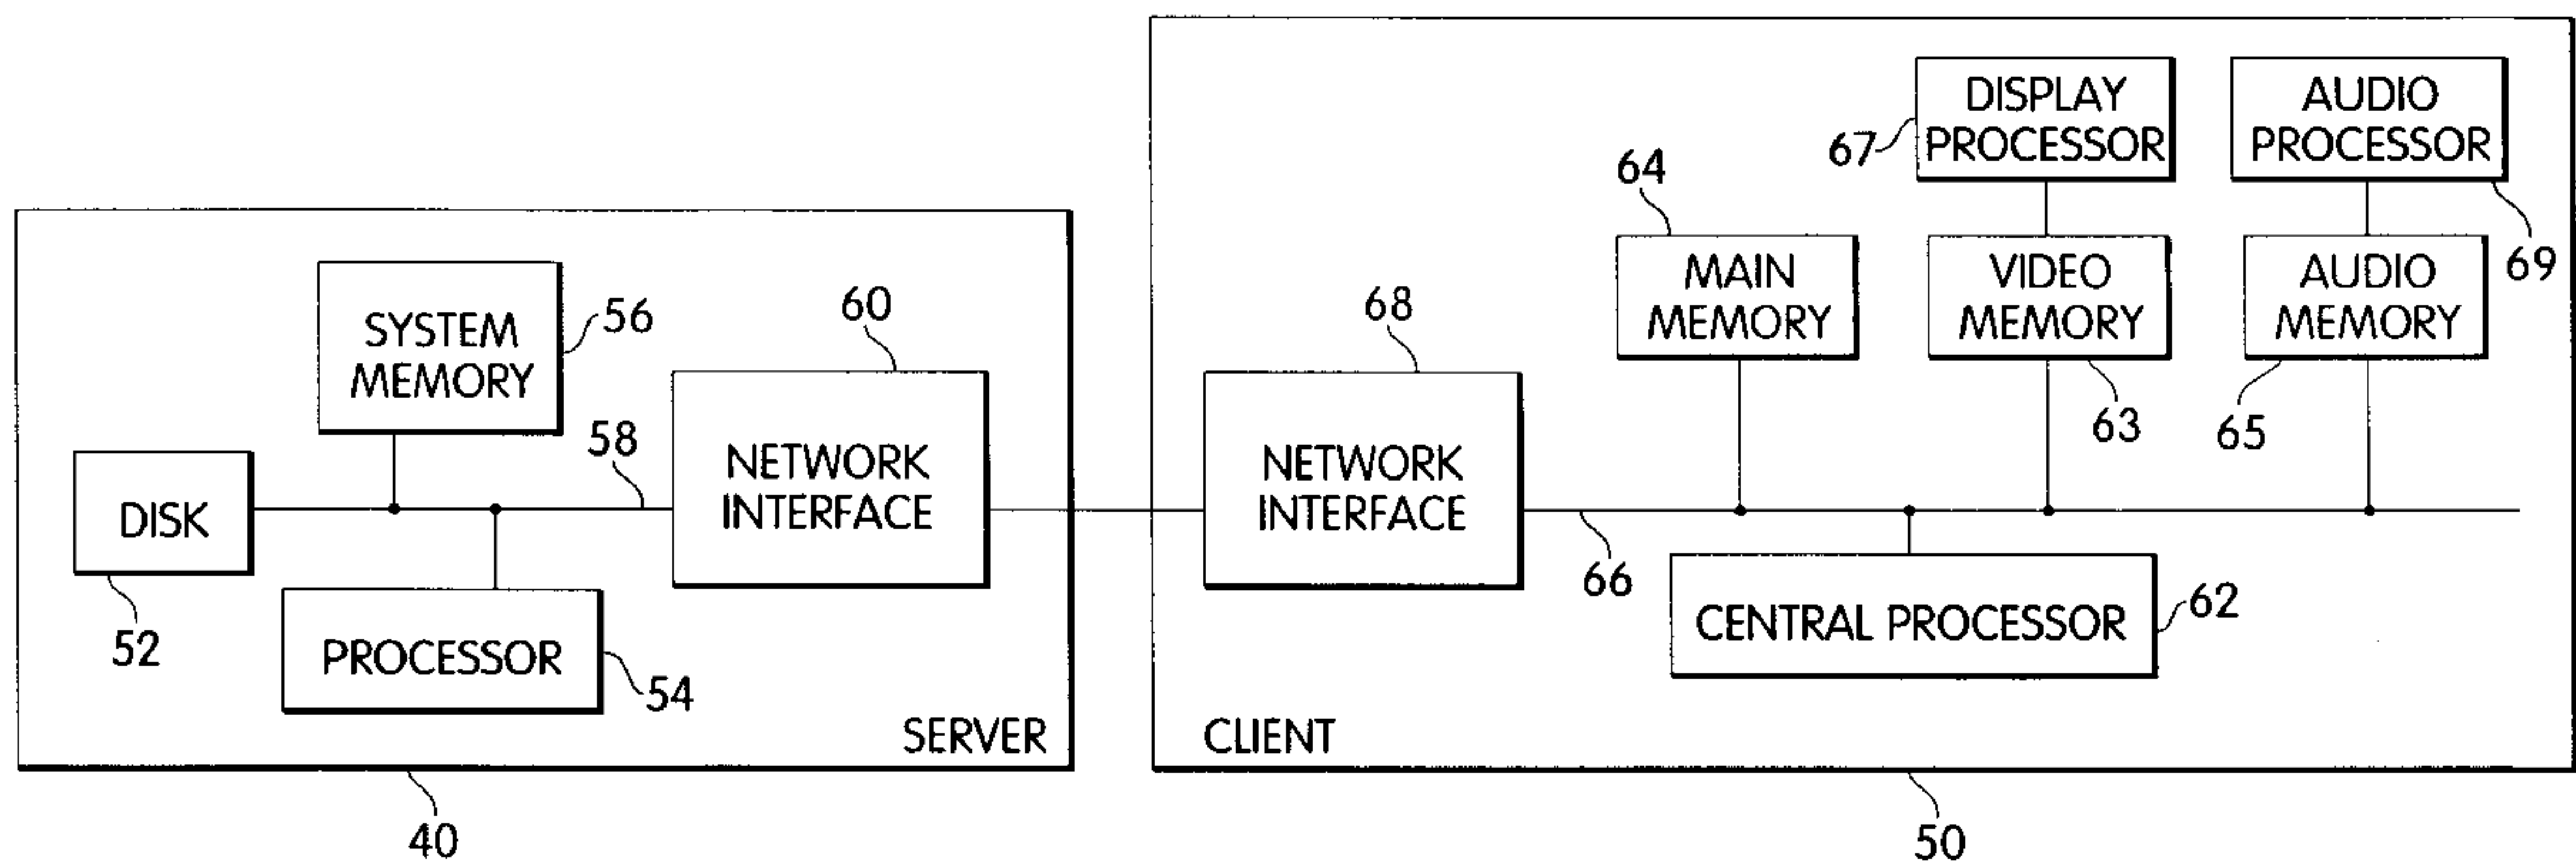 DISPLAY
PROCESSOR
67
AUDIO
PROCESSOR
69
64
MAIN
MEMORY
VIDEO
MEMORY
63
AUDIO
MEMORY
65
SYSTEM
MEMORY
56
60
NETWORK
INTERFACE
68
NETWORK
INTERFACE
58
DISK
52
PROCESSOR
54
66
CENTRAL PROCESSOR
62
SERVER
CLIENT
40
50